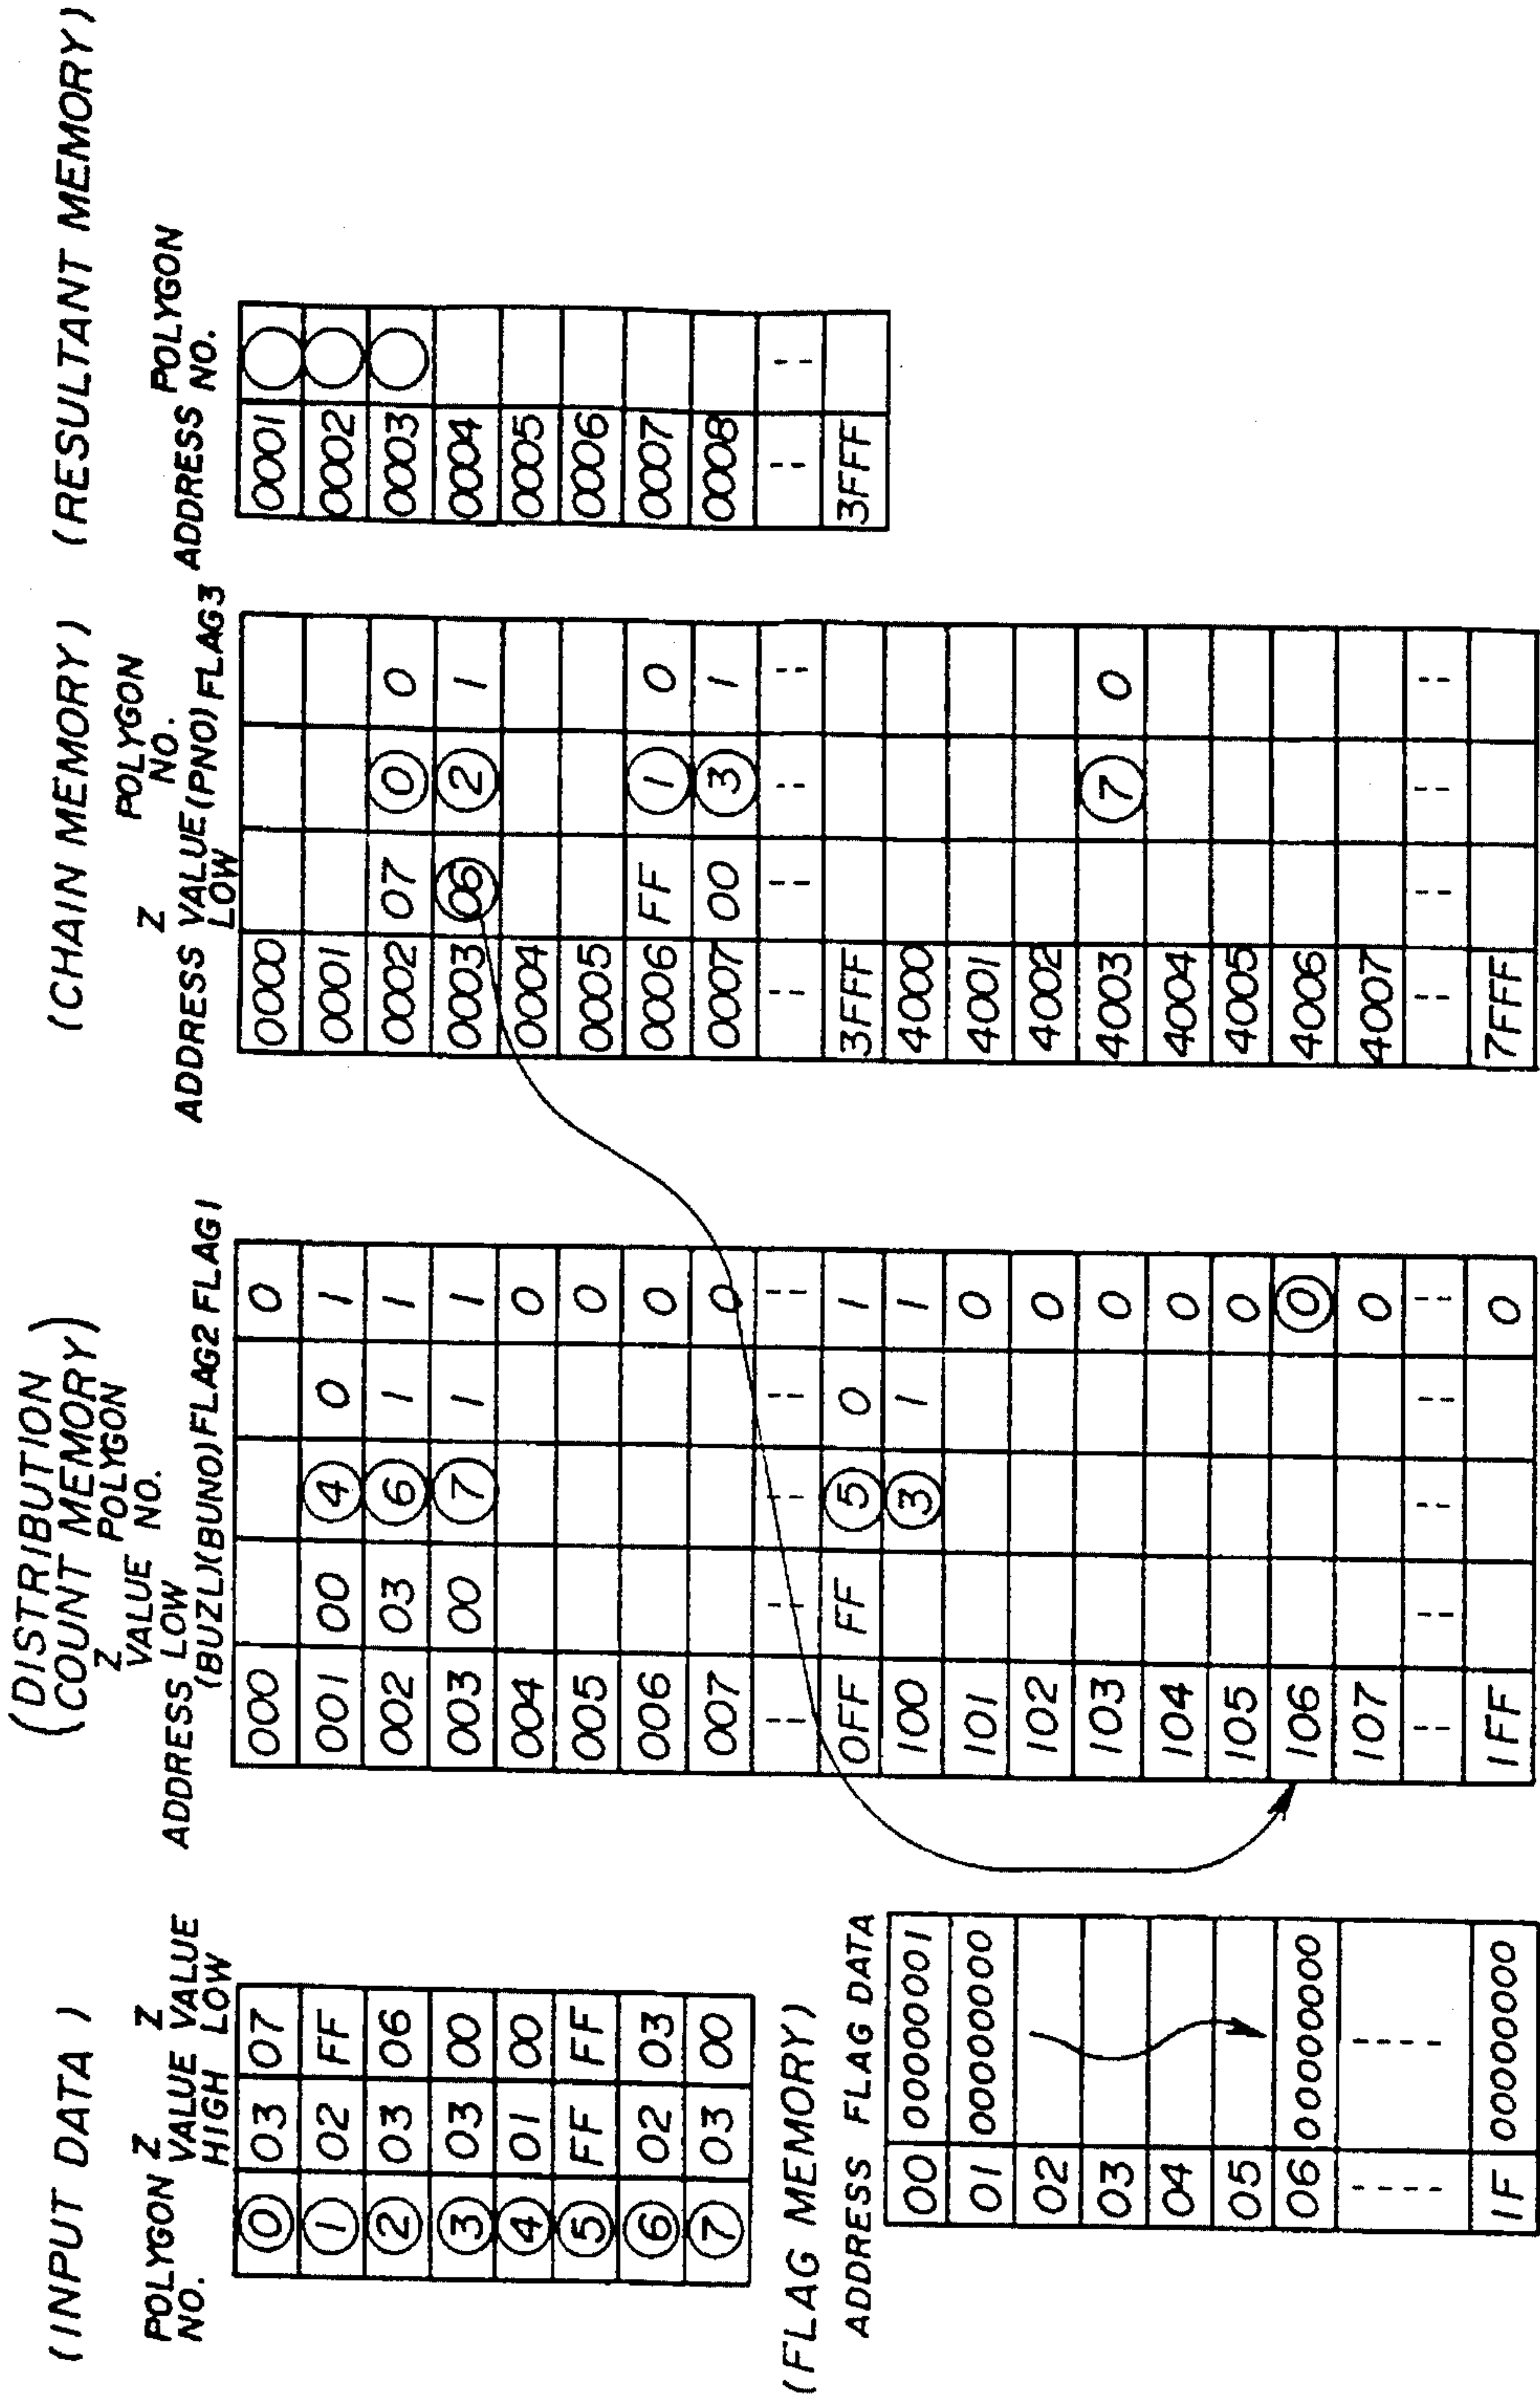 (INPUT DATA)
POLYGON NO. Z VALUE HIGH Z VALUE LOW
0 03 07
1 02 FF
2 03 06
3 03 00
4 01 00
5 FF FF
6 02 03
7 03 00
(FLAG MEMORY)
ADDRESS FLAG DATA
00 00000001
01 00000000
02
03
04
05
06 00000000
---- ----
1F 00000000
(DISTRIBUTION COUNT MEMORY)
ADDRESS Z VALUE LOW (BUZL) POLYGON NO. (BUNO) FLAG2 FLAG1
000 0
001 00 4 0 1
002 03 6 1 1
003 00 7 1 1
004 0
005 0
006 0
007 0
-- -- -- -- --
0FF FF 5 0 1
100 3 1 1
101 0
102 0
103 0
104 0
105 0
106 0
107 0
-- -- -- -- --
1FF 0
(CHAIN MEMORY)
ADDRESS Z VALUE LOW POLYGON NO. (PNO) FLAG3
0000
0001
0002 07 0 0
0003 06 2 1
0004
0005
0006 FF 1 0
0007 00 3 1
-- -- -- --
3FFF
4000
4001
4002
4003 7 0
4004
4005
4006
4007
-- -- -- --
7FFF
(RESULTANT MEMORY)
ADDRESS POLYGON NO.
0001
0002
0003
0004
0005
0006
0007
0008
-- --
3FFF